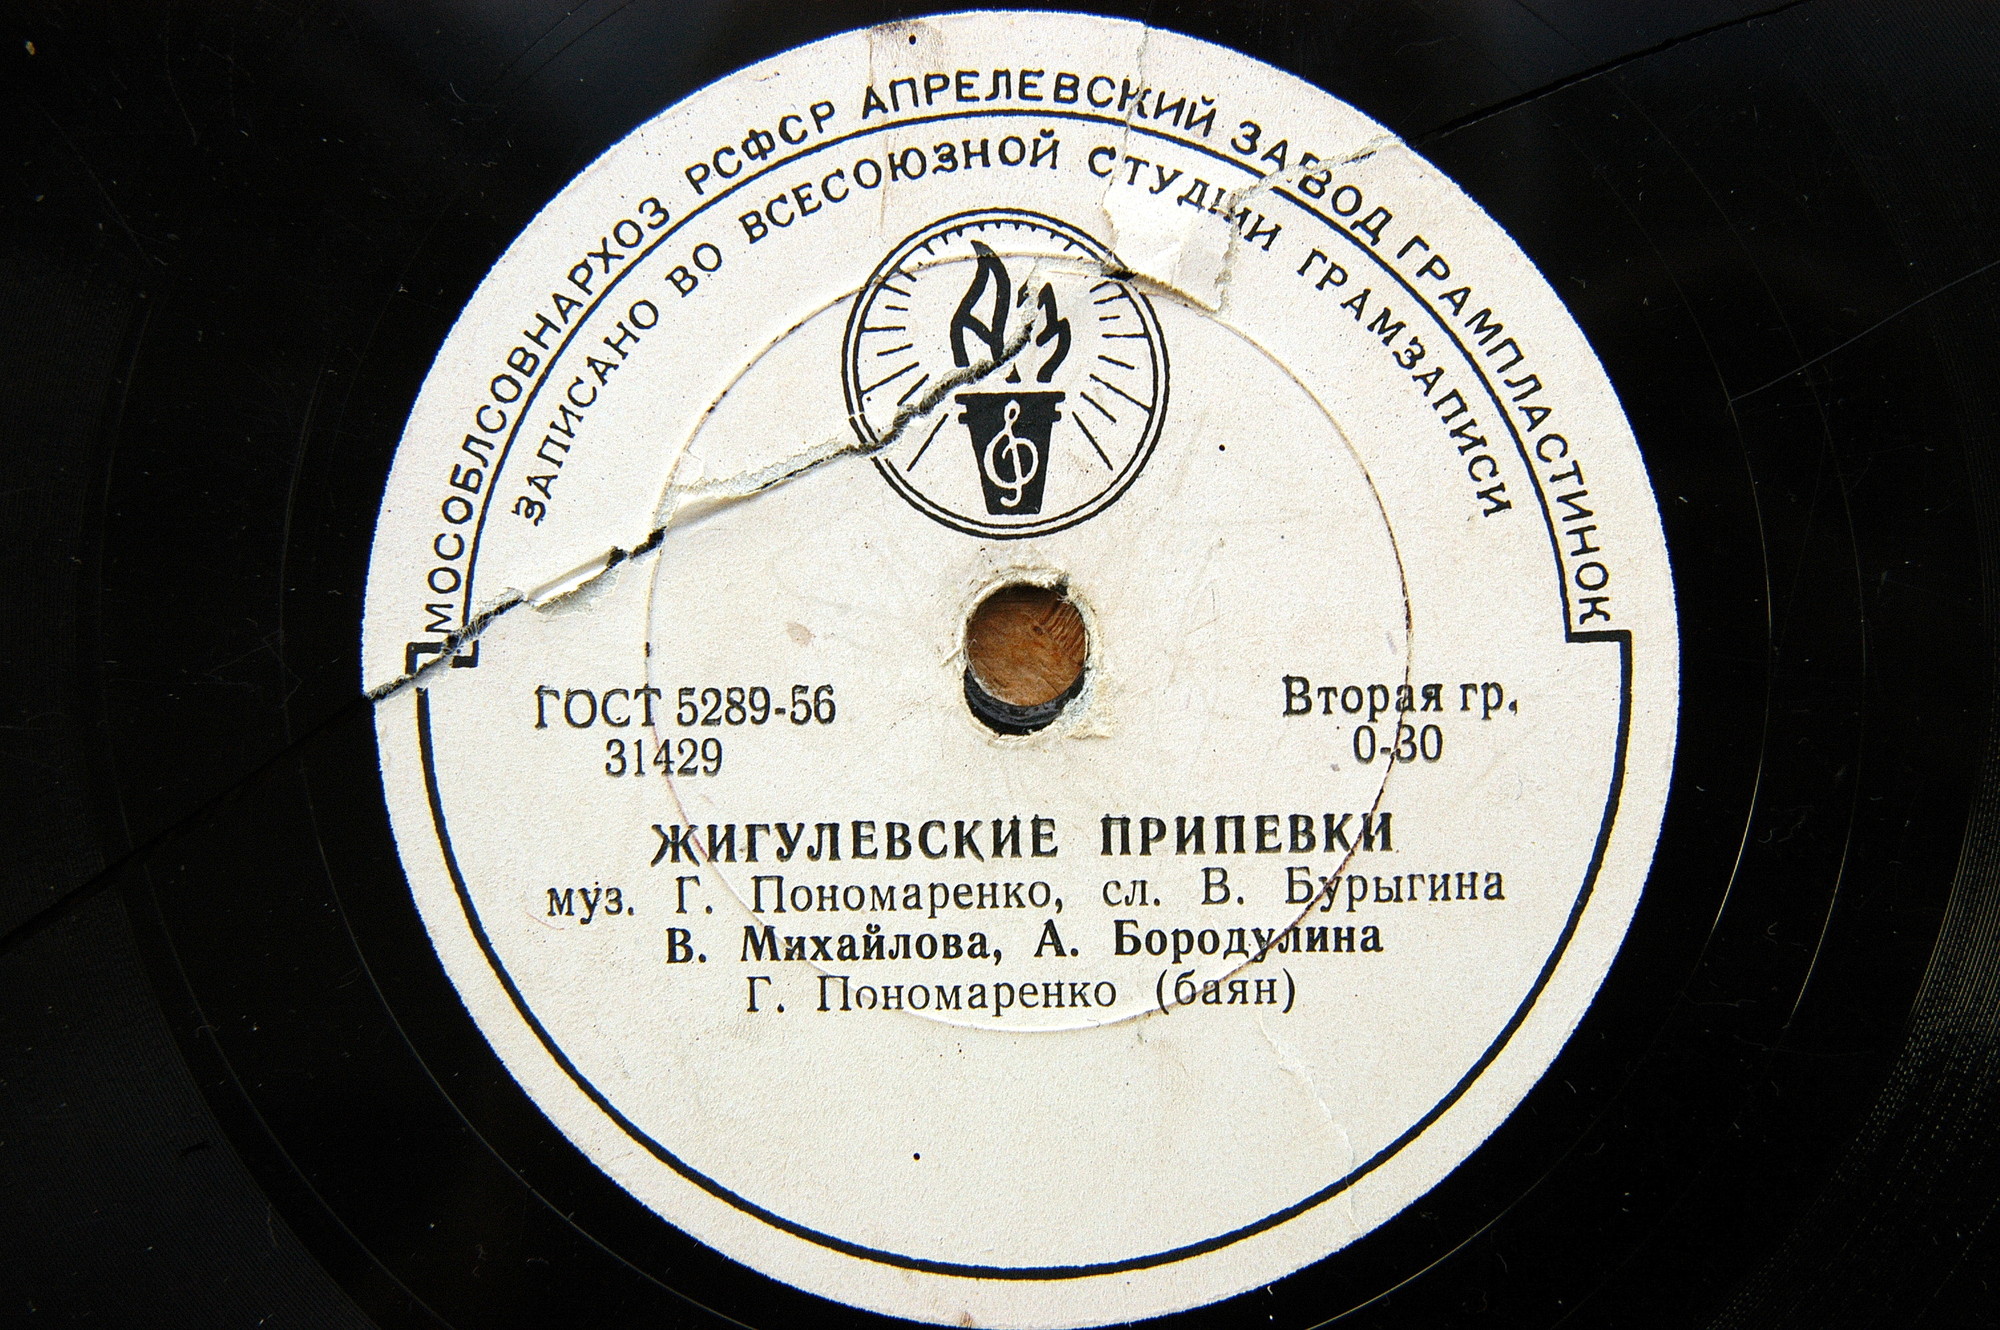 МОСОБЛСОВНАРХОЗ РСФСР АПРЕЛЕВСКИЙ ЗАВОД ГРАМПЛАСТИНОК
ЗАПИСАНО ВО ВСЕСОЮЗНОЙ СТУДИИ ГРАМЗАПИСИ
АЗ
ГОСТ 5289-56
31429
Вторая гр.
0-30
ЖИГУЛЕВСКИЕ ПРИПЕВКИ
муз. Г. Пономаренко, сл. В. Бурыгина
В. Михайлова, А. Бородулина
Г. Пономаренко (баян)